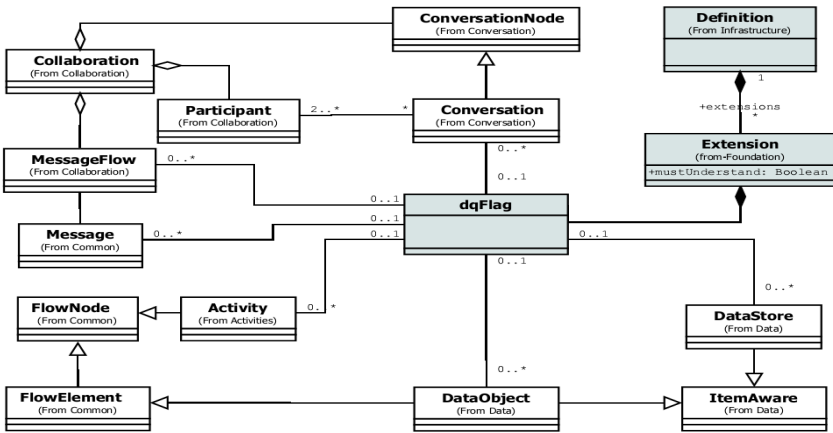 ConversationNode
(From Conversation)
Definition
(From Infrastructure)
Collaboration
(From Collaboration)
1
+extensions
*
Participant
(From Collaboration)
2..*
*
Conversation
(From Conversation)
Extension
(from-Foundation)
+mustUnderstand: Boolean
MessageFlow
(From Collaboration)
0..*
0..*
0..1
dqFlag
0..1
0..1
0..1
0..1
0..1
Message
(From Common)
0..*
FlowNode
(From Common)
Activity
(From Activities)
0..*
0..*
DataStore
(From Data)
0..*
FlowElement
(From Common)
DataObject
(From Data)
ItemAware
(From Data)